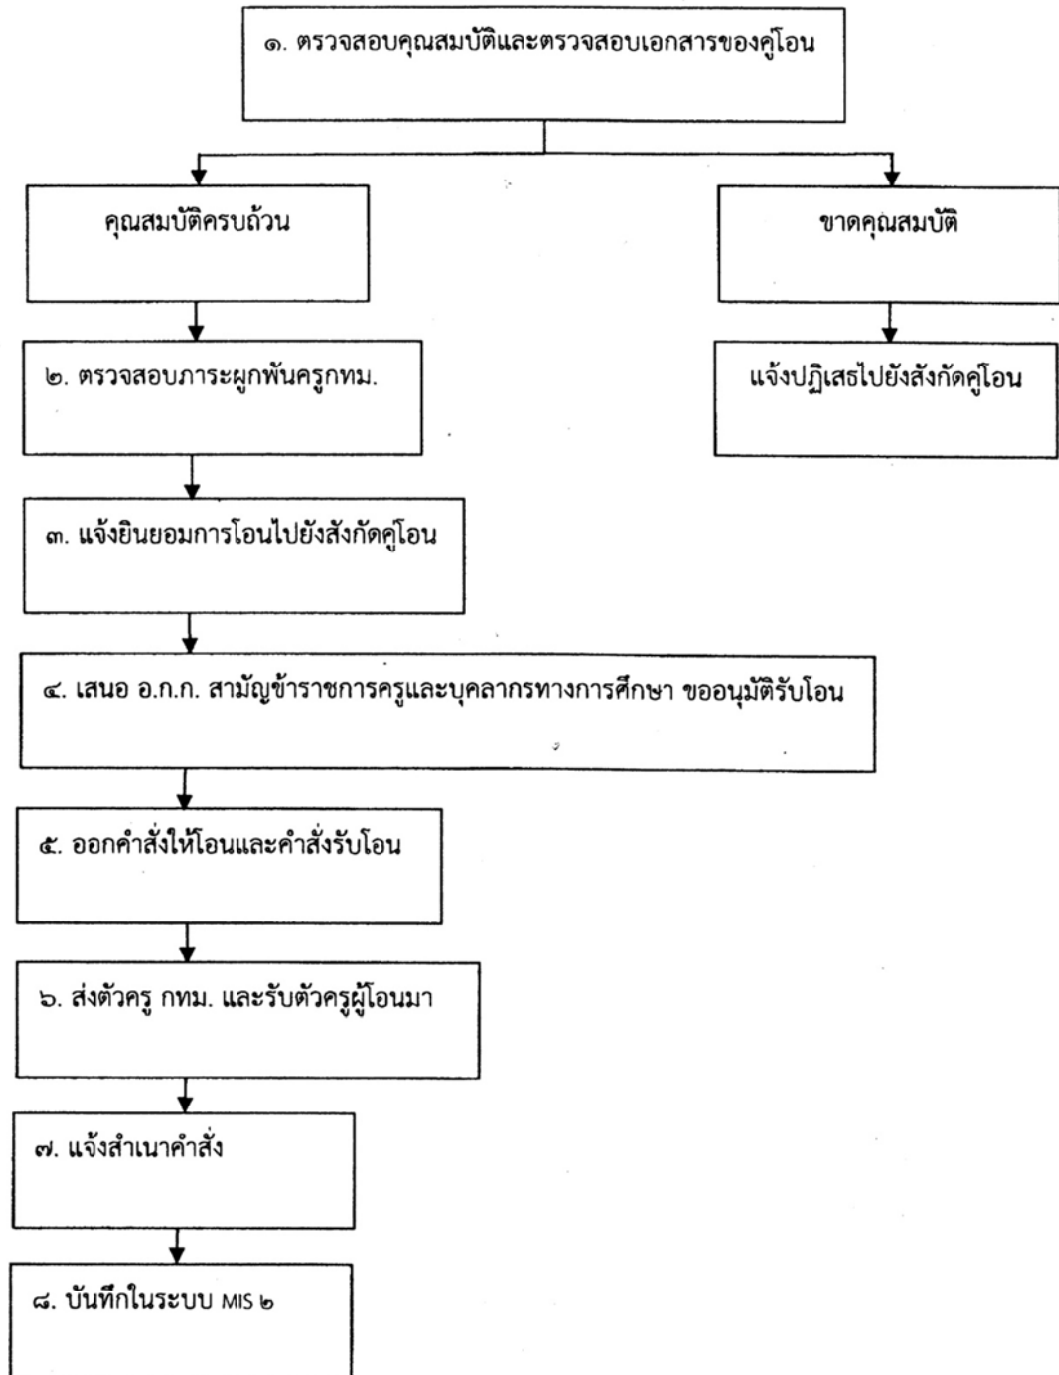 ๑. ตรวจสอบคุณสมบัติและตรวจสอบเอกสารของคู่โอน
คุณสมบัติครบถ้วน
ขาดคุณสมบัติ
๒. ตรวจสอบภาระผูกพันครูกทม.
แจ้งปฏิเสธไปยังสังกัดคู่โอน
๓. แจ้งยินยอมการโอนไปยังสังกัดคู่โอน
๔. เสนอ อ.ก.ก. สามัญข้าราชการครูและบุคลากรทางการศึกษา ขออนุมัติรับโอน
๕. ออกคำสั่งให้โอนและคำสั่งรับโอน
๖. ส่งตัวครู กทม. และรับตัวครูผู้โอนมา
๗. แจ้งสำเนาคำสั่ง
๘. บันทึกในระบบ MIS ๒